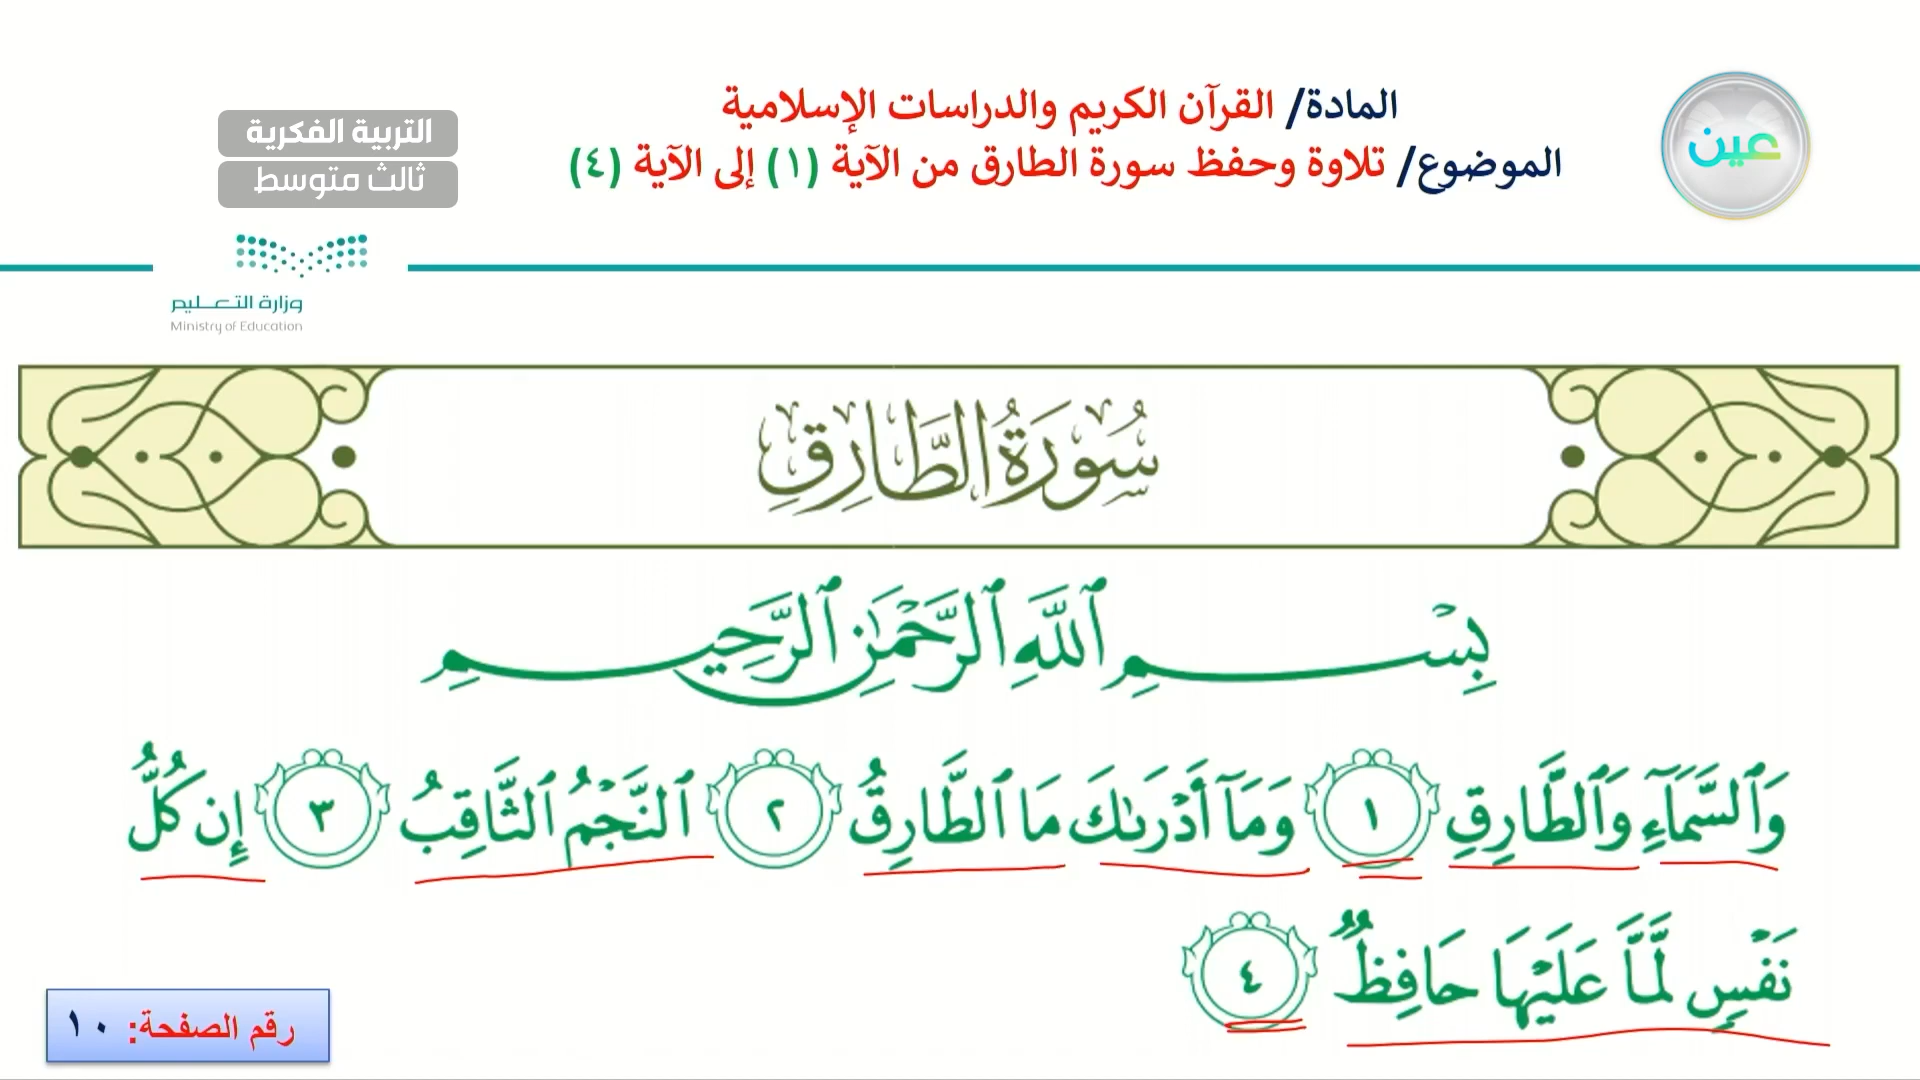 المادة/ القرآن الكريم والدراسات الإسلامية
الموضوع/ تلاوة وحفظ سورة الطارق من الآية (١) إلى الآية (٤)
عين
التربية الفكرية
ثالث متوسط
وزارة التعليم
Ministry of Education
سُورَةُ الطَّارِقِ
بِسْمِ ٱللَّهِ ٱلرَّحْمَٰنِ ٱلرَّحِيمِ
وَٱلسَّمَآءِ وَٱلطَّارِقِ ١ وَمَآ أَدْرَىٰكَ مَا ٱلطَّارِقُ ٢ ٱلنَّجْمُ ٱلثَّاقِبُ ٣ إِن كُلُّ
نَفْسٍ لَّمَّا عَلَيْهَا حَافِظٌ ٤
رقم الصفحة: ١٠